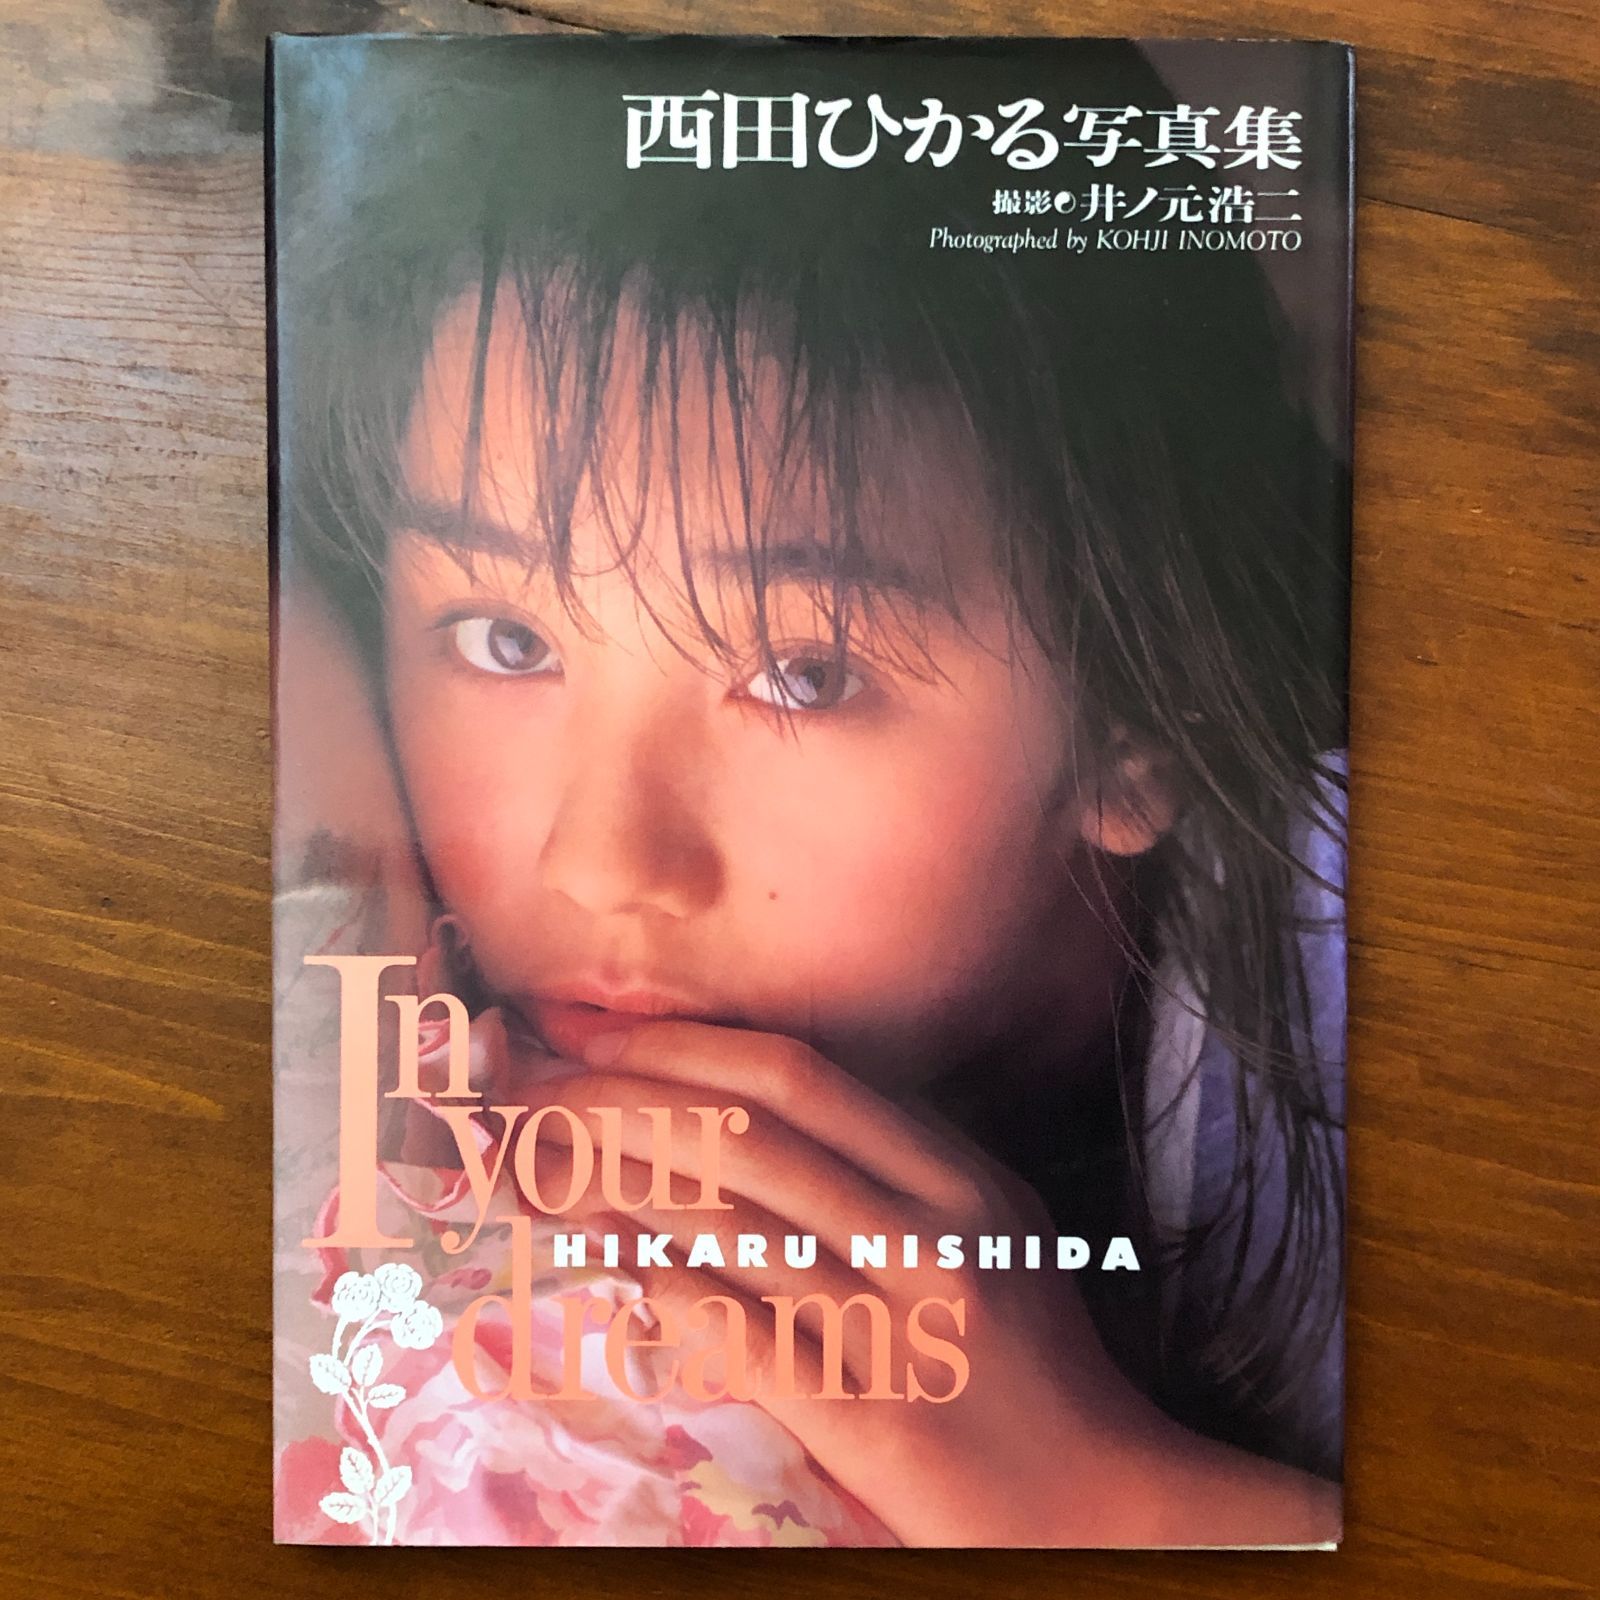 西田ひかる写真集
撮影●井ノ元浩二
Photographed by KOHJI INOMOTO
In
your
HIKARU NISHIDA
dreams